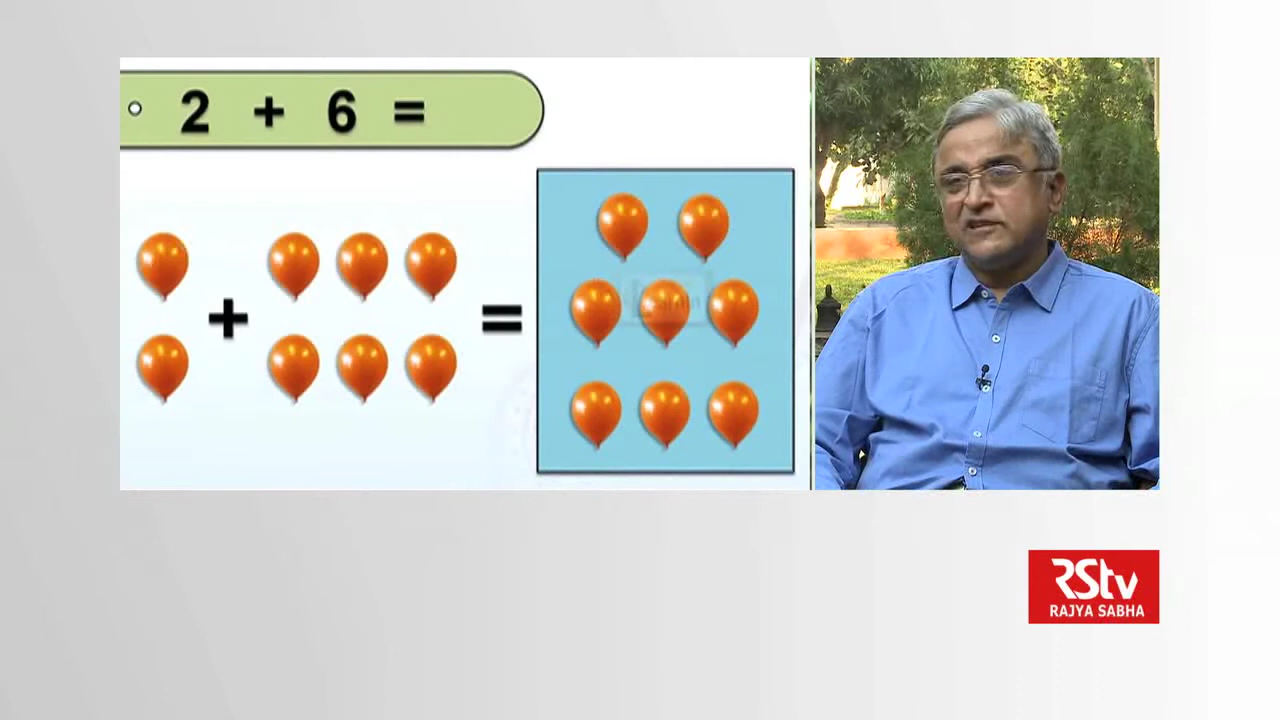 2 + 6 =
+ =
RStv
RAJYA SABHA